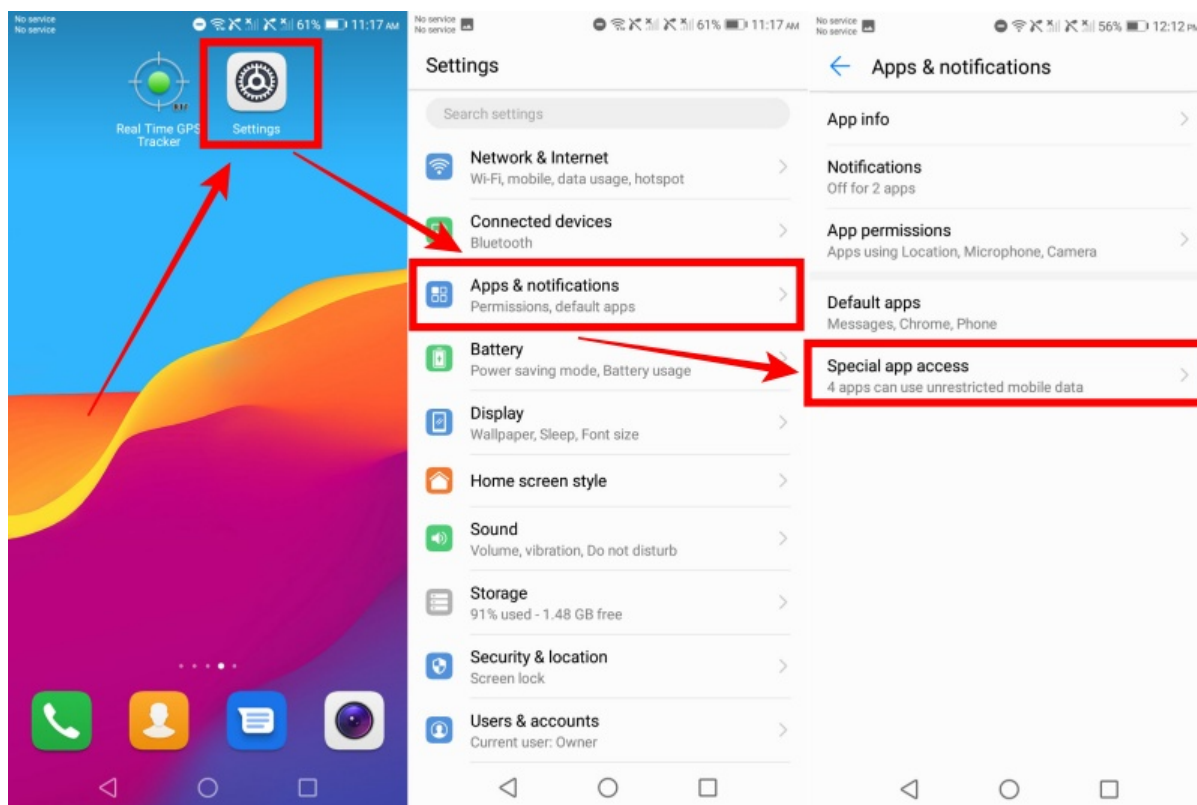 No service
No service
61% 11:17 AM
Real Time GPS
Tracker
Settings
No service
No service
61% 11:17 AM
Settings
Search settings
Network & Internet
Wi-Fi, mobile, data usage, hotspot
Connected devices
Bluetooth
Apps & notifications
Permissions, default apps
Battery
Power saving mode, Battery usage
Display
Wallpaper, Sleep, Font size
Home screen style
Sound
Volume, vibration, Do not disturb
Storage
91% used - 1.48 GB free
Security & location
Screen lock
Users & accounts
Current user: Owner
No service
No service
56% 12:12 PM
Apps & notifications
App info
Notifications
Off for 2 apps
App permissions
Apps using Location, Microphone, Camera
Default apps
Messages, Chrome, Phone
Special app access
4 apps can use unrestricted mobile data